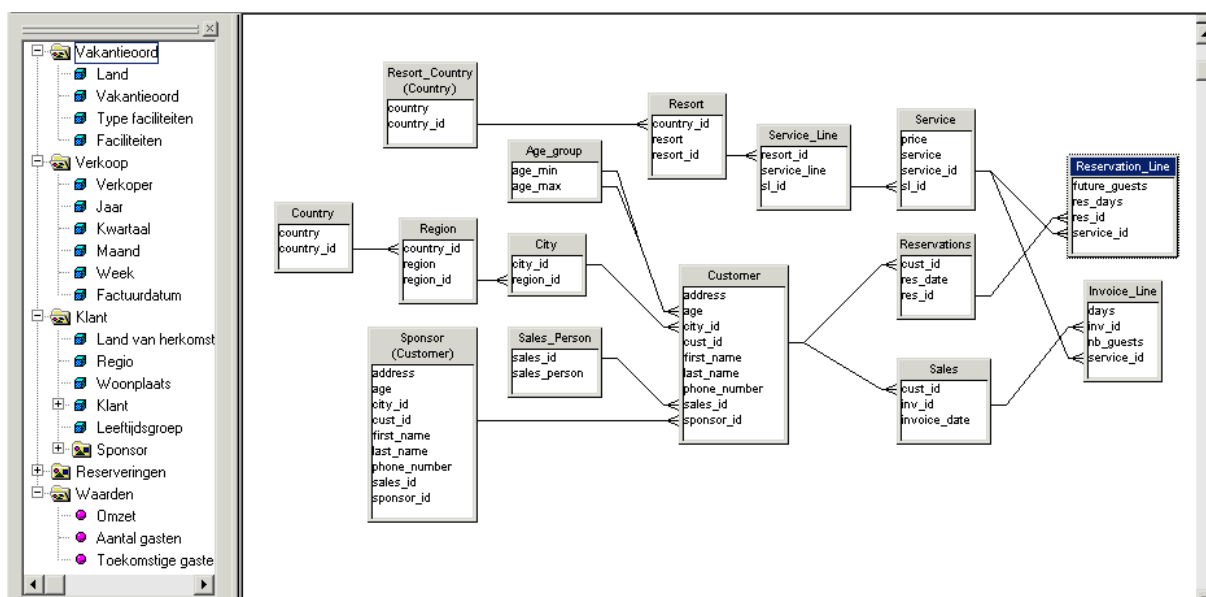 Vakantieoord
Land
Vakantieoord
Type faciliteiten
Faciliteiten
Verkoop
Verkoper
Jaar
Kwartaal
Maand
Week
Factuurdatum
Klant
Land van herkomst
Regio
Woonplaats
Klant
Leeftijdsgroep
Sponsor
Reserveringen
Waarden
Omzet
Aantal gasten
Toekomstige gaste
Resort_Country
(Country)
country
country_id
Age_group
age_min
age_max
Country
country
country_id
Region
country_id
region
region_id
City
city_id
region_id
Sponsor
(Customer)
address
age
city_id
cust_id
first_name
last_name
phone_number
sales_id
sponsor_id
Sales_Person
sales_id
sales_person
Resort
country_id
resort
resort_id
Service_Line
resort_id
service_line
sl_id
Customer
address
age
city_id
cust_id
first_name
last_name
phone_number
sales_id
sponsor_id
Service
price
service
service_id
sl_id
Reservations
cust_id
res_date
res_id
Sales
cust_id
inv_id
invoice_date
Reservation_Line
future_guests
res_days
res_id
service_id
Invoice_Line
days
inv_id
nb_guests
service_id